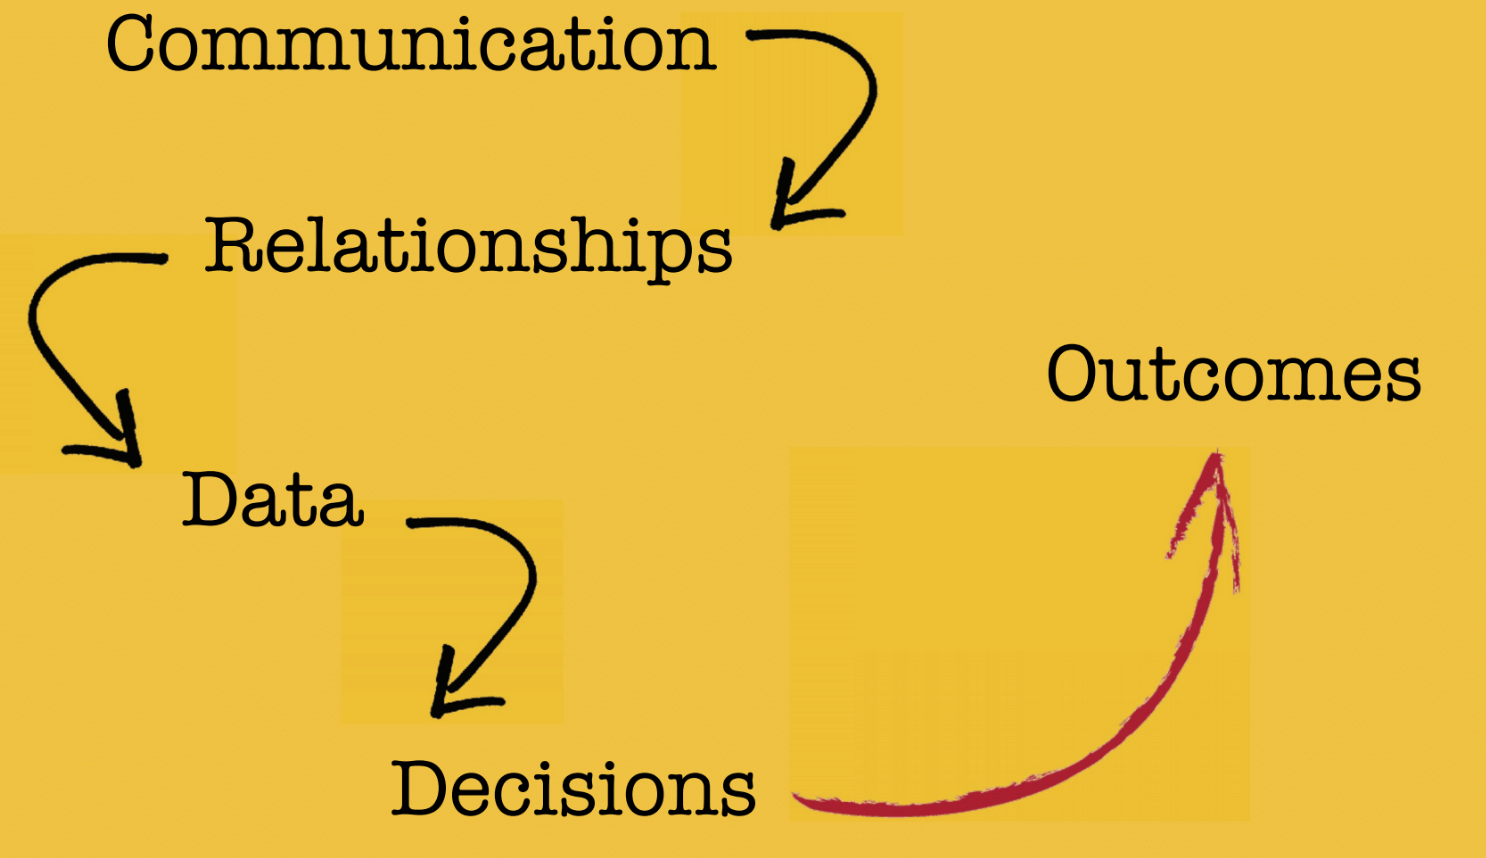 Communication
Relationships
Outcomes
Data
Decisions